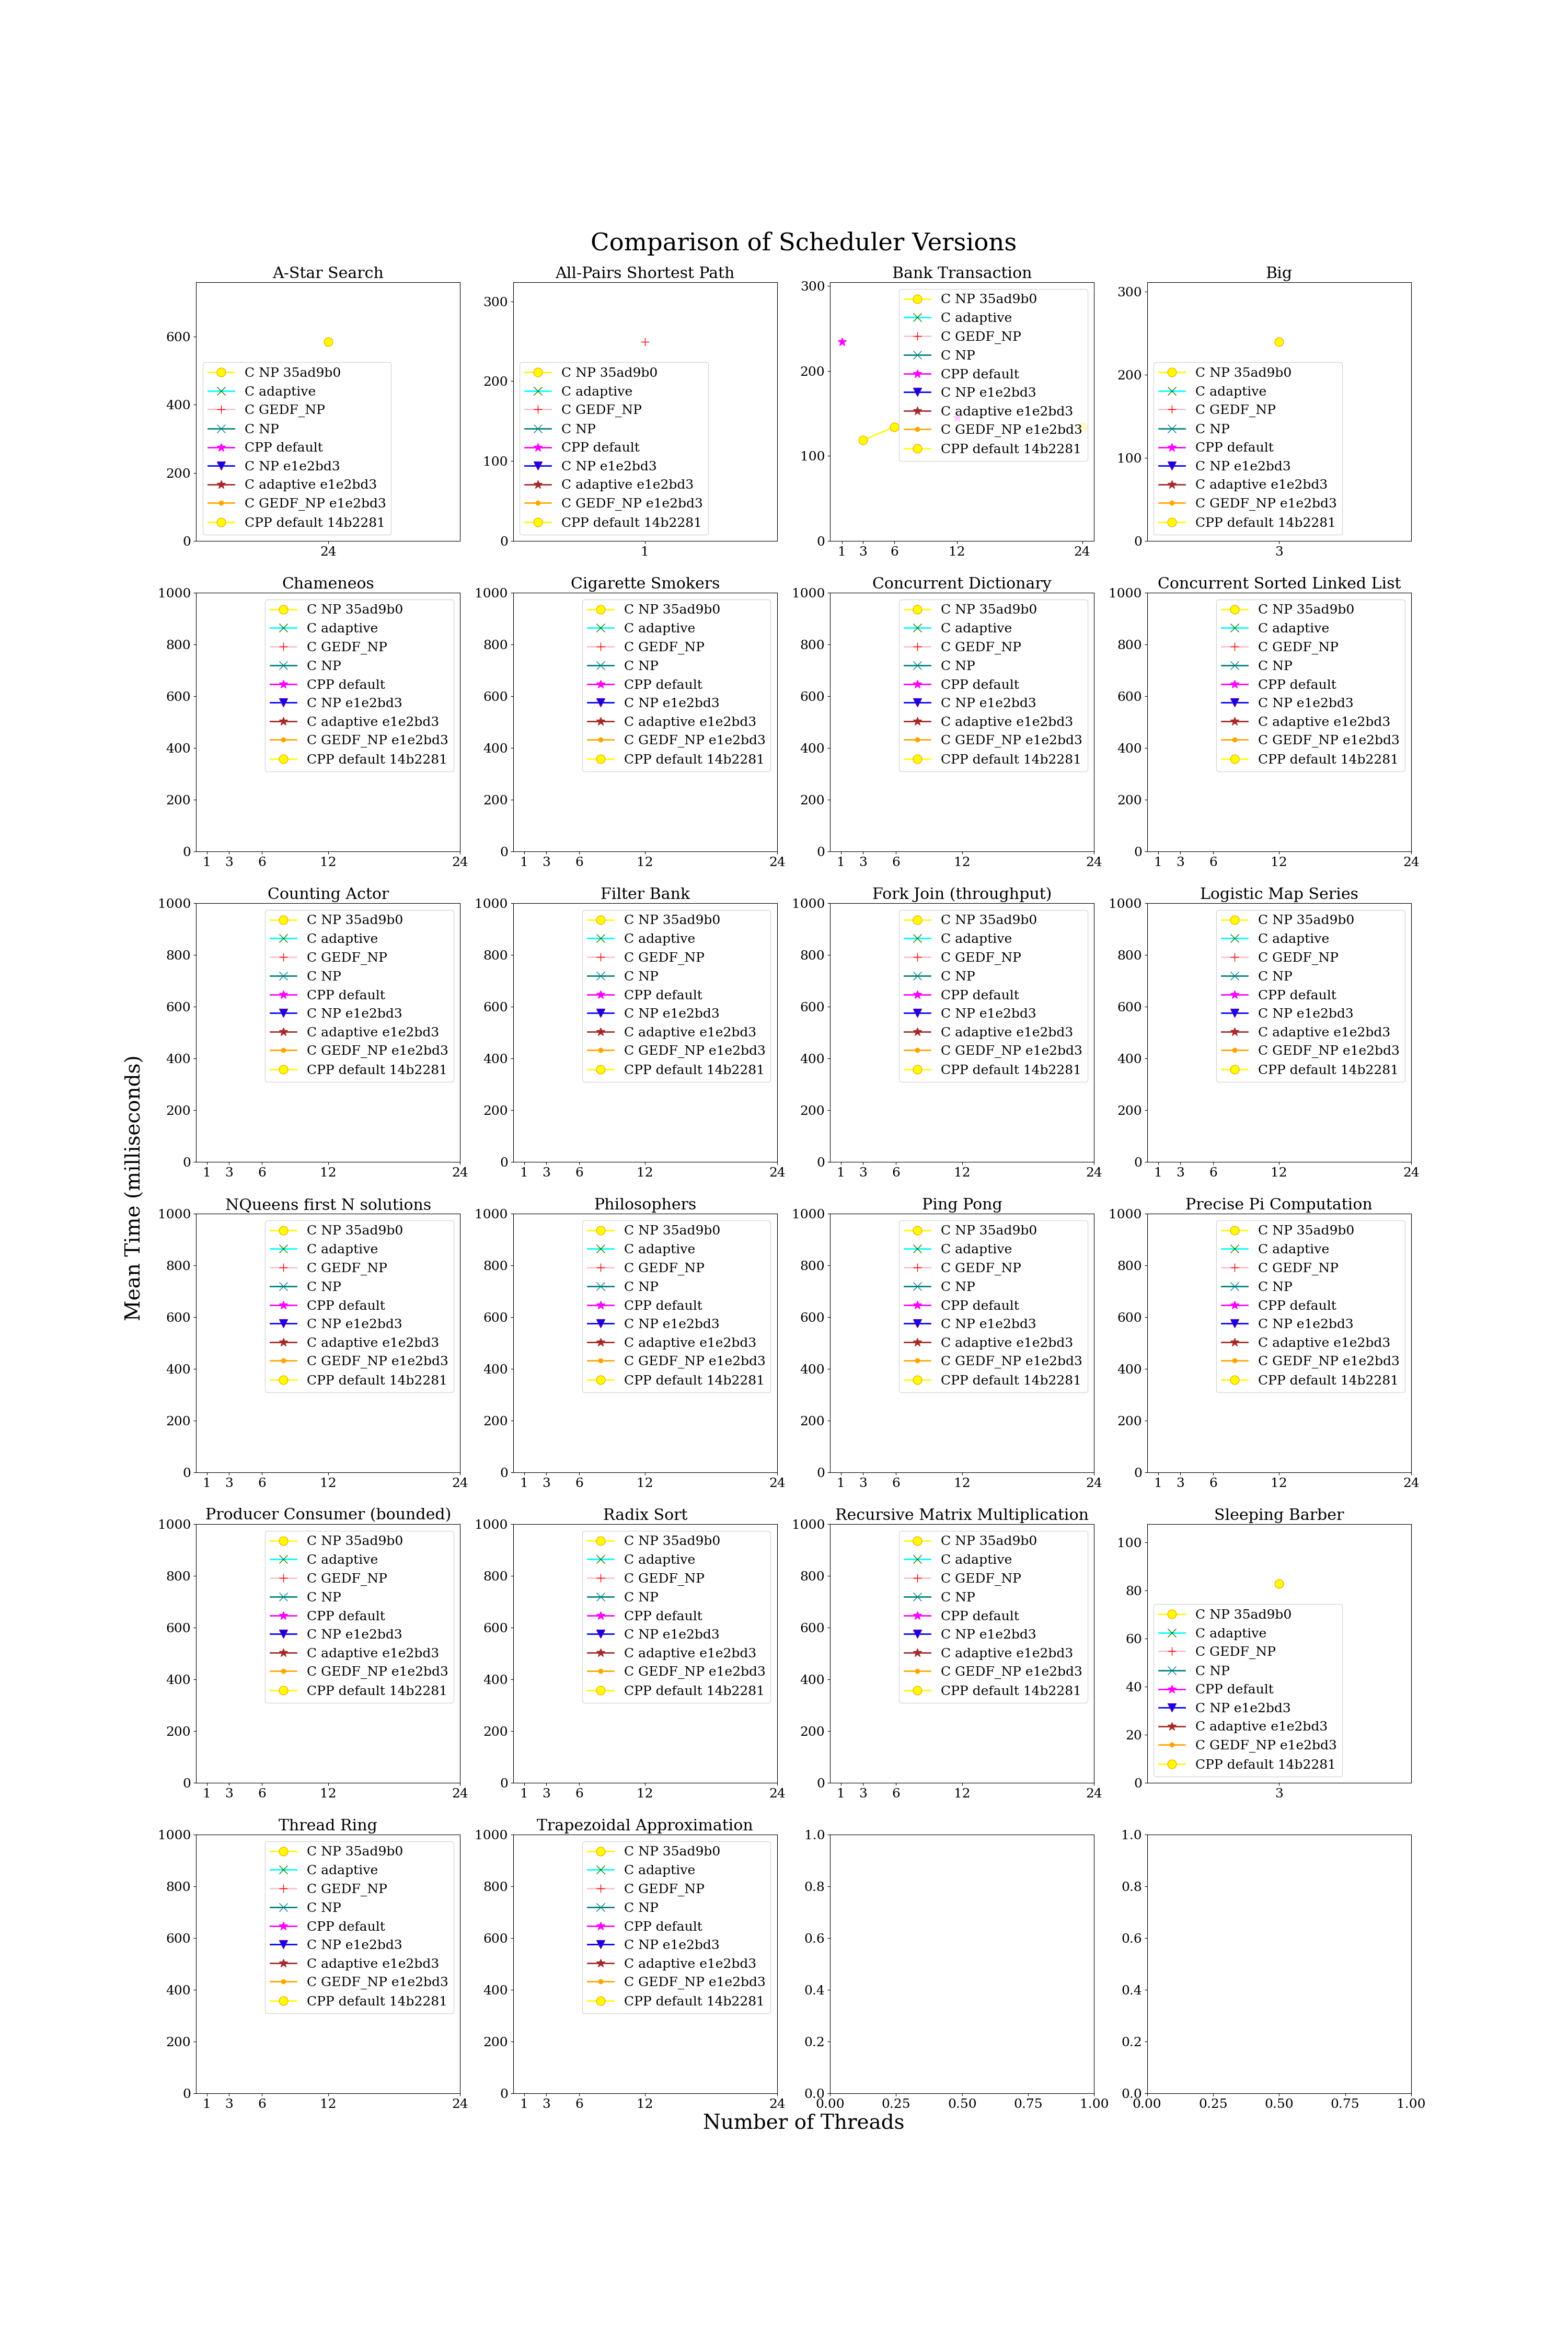 Comparison of Scheduler Versions
Mean Time (milliseconds)
A-Star Search
600
400
200
0
C NP 35ad9b0
C adaptive
C GEDF_NP
C NP
CPP default
C NP e1e2bd3
C adaptive e1e2bd3
C GEDF_NP e1e2bd3
CPP default 14b2281
24
All-Pairs Shortest Path
300
200
100
0
C NP 35ad9b0
C adaptive
C GEDF_NP
C NP
CPP default
C NP e1e2bd3
C adaptive e1e2bd3
C GEDF_NP e1e2bd3
CPP default 14b2281
1
Bank Transaction
300
200
100
0
C NP 35ad9b0
C adaptive
C GEDF_NP
C NP
CPP default
C NP e1e2bd3
C adaptive e1e2bd3
C GEDF_NP e1e2bd3
CPP default 14b2281
1 3 6 12 24
Big
300
200
100
0
C NP 35ad9b0
C adaptive
C GEDF_NP
C NP
CPP default
C NP e1e2bd3
C adaptive e1e2bd3
C GEDF_NP e1e2bd3
CPP default 14b2281
3
Chameneos
1000
800
600
400
200
0
C NP 35ad9b0
C adaptive
C GEDF_NP
C NP
CPP default
C NP e1e2bd3
C adaptive e1e2bd3
C GEDF_NP e1e2bd3
CPP default 14b2281
1 3 6 12 24
Cigarette Smokers
1000
800
600
400
200
0
C NP 35ad9b0
C adaptive
C GEDF_NP
C NP
CPP default
C NP e1e2bd3
C adaptive e1e2bd3
C GEDF_NP e1e2bd3
CPP default 14b2281
1 3 6 12 24
Concurrent Dictionary
1000
800
600
400
200
0
C NP 35ad9b0
C adaptive
C GEDF_NP
C NP
CPP default
C NP e1e2bd3
C adaptive e1e2bd3
C GEDF_NP e1e2bd3
CPP default 14b2281
1 3 6 12 24
Concurrent Sorted Linked List
1000
800
600
400
200
0
C NP 35ad9b0
C adaptive
C GEDF_NP
C NP
CPP default
C NP e1e2bd3
C adaptive e1e2bd3
C GEDF_NP e1e2bd3
CPP default 14b2281
1 3 6 12 24
Counting Actor
1000
800
600
400
200
0
C NP 35ad9b0
C adaptive
C GEDF_NP
C NP
CPP default
C NP e1e2bd3
C adaptive e1e2bd3
C GEDF_NP e1e2bd3
CPP default 14b2281
1 3 6 12 24
Filter Bank
1000
800
600
400
200
0
C NP 35ad9b0
C adaptive
C GEDF_NP
C NP
CPP default
C NP e1e2bd3
C adaptive e1e2bd3
C GEDF_NP e1e2bd3
CPP default 14b2281
1 3 6 12 24
Fork Join (throughput)
1000
800
600
400
200
0
C NP 35ad9b0
C adaptive
C GEDF_NP
C NP
CPP default
C NP e1e2bd3
C adaptive e1e2bd3
C GEDF_NP e1e2bd3
CPP default 14b2281
1 3 6 12 24
Logistic Map Series
1000
800
600
400
200
0
C NP 35ad9b0
C adaptive
C GEDF_NP
C NP
CPP default
C NP e1e2bd3
C adaptive e1e2bd3
C GEDF_NP e1e2bd3
CPP default 14b2281
1 3 6 12 24
NQueens first N solutions
1000
800
600
400
200
0
C NP 35ad9b0
C adaptive
C GEDF_NP
C NP
CPP default
C NP e1e2bd3
C adaptive e1e2bd3
C GEDF_NP e1e2bd3
CPP default 14b2281
1 3 6 12 24
Philosophers
1000
800
600
400
200
0
C NP 35ad9b0
C adaptive
C GEDF_NP
C NP
CPP default
C NP e1e2bd3
C adaptive e1e2bd3
C GEDF_NP e1e2bd3
CPP default 14b2281
1 3 6 12 24
Ping Pong
1000
800
600
400
200
0
C NP 35ad9b0
C adaptive
C GEDF_NP
C NP
CPP default
C NP e1e2bd3
C adaptive e1e2bd3
C GEDF_NP e1e2bd3
CPP default 14b2281
1 3 6 12 24
Precise Pi Computation
1000
800
600
400
200
0
C NP 35ad9b0
C adaptive
C GEDF_NP
C NP
CPP default
C NP e1e2bd3
C adaptive e1e2bd3
C GEDF_NP e1e2bd3
CPP default 14b2281
1 3 6 12 24
Producer Consumer (bounded)
1000
800
600
400
200
0
C NP 35ad9b0
C adaptive
C GEDF_NP
C NP
CPP default
C NP e1e2bd3
C adaptive e1e2bd3
C GEDF_NP e1e2bd3
CPP default 14b2281
1 3 6 12 24
Radix Sort
1000
800
600
400
200
0
C NP 35ad9b0
C adaptive
C GEDF_NP
C NP
CPP default
C NP e1e2bd3
C adaptive e1e2bd3
C GEDF_NP e1e2bd3
CPP default 14b2281
1 3 6 12 24
Recursive Matrix Multiplication
1000
800
600
400
200
0
C NP 35ad9b0
C adaptive
C GEDF_NP
C NP
CPP default
C NP e1e2bd3
C adaptive e1e2bd3
C GEDF_NP e1e2bd3
CPP default 14b2281
1 3 6 12 24
Sleeping Barber
100
80
60
40
20
0
C NP 35ad9b0
C adaptive
C GEDF_NP
C NP
CPP default
C NP e1e2bd3
C adaptive e1e2bd3
C GEDF_NP e1e2bd3
CPP default 14b2281
3
Thread Ring
1000
800
600
400
200
0
C NP 35ad9b0
C adaptive
C GEDF_NP
C NP
CPP default
C NP e1e2bd3
C adaptive e1e2bd3
C GEDF_NP e1e2bd3
CPP default 14b2281
1 3 6 12 24
Trapezoidal Approximation
1000
800
600
400
200
0
C NP 35ad9b0
C adaptive
C GEDF_NP
C NP
CPP default
C NP e1e2bd3
C adaptive e1e2bd3
C GEDF_NP e1e2bd3
CPP default 14b2281
1 3 6 12 24
1.0
0.8
0.6
0.4
0.2
0.0
0.00 0.25 0.50 0.75 1.00
1.0
0.8
0.6
0.4
0.2
0.0
0.00 0.25 0.50 0.75 1.00
Number of Threads